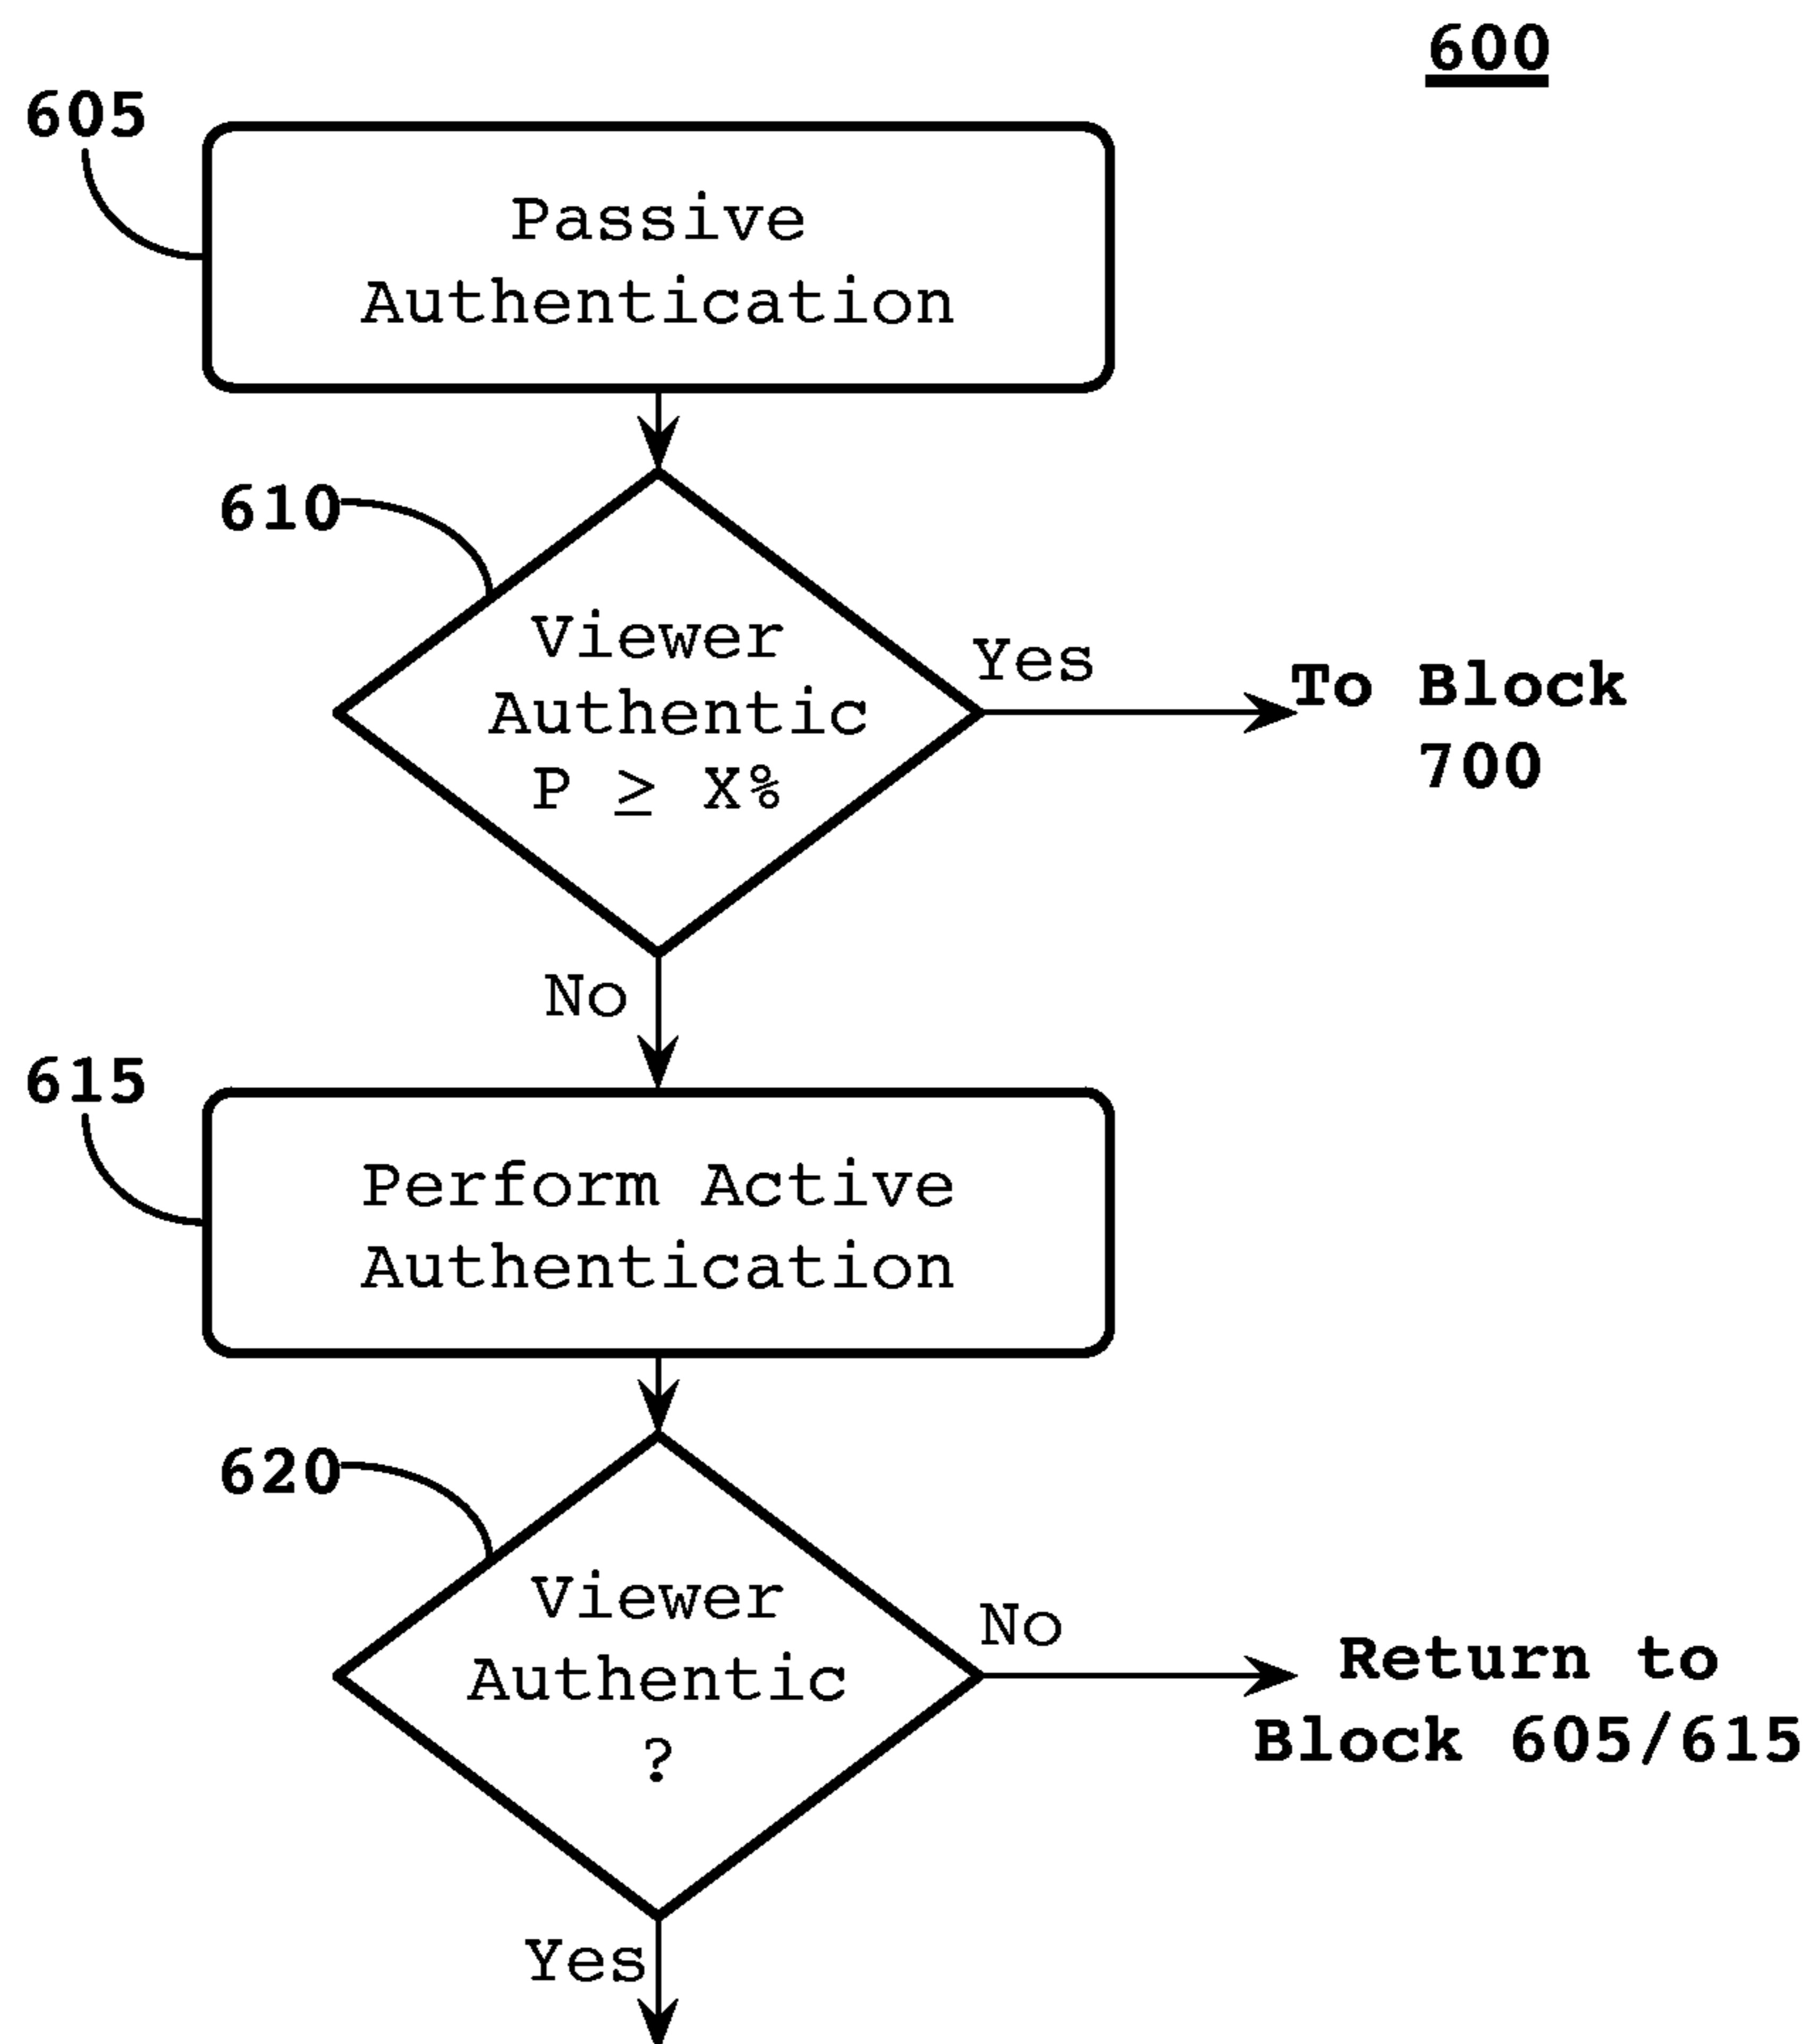 600
605
Passive
Authentication
610
Viewer
Authentic
P ≥ X%
Yes
To Block
700
No
615
Perform Active
Authentication
620
Viewer
Authentic
?
No
Return to
Block 605/615
Yes